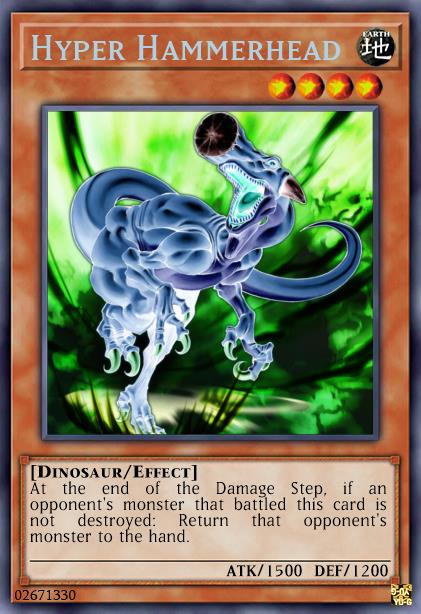 HYPER HAMMERHEAD
EARTH
地
[DINOSAUR/EFFECT]
At the end of the Damage Step, if an
opponent's monster that battled this card is
not destroyed: Return that opponent's
monster to the hand.
ATK/1500 DEF/1200
02671330